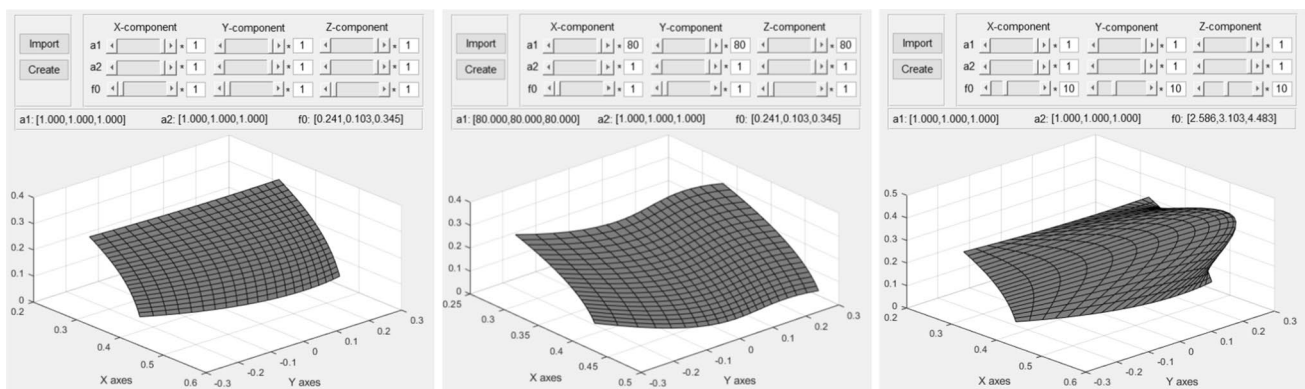 X-component Y-component Z-component
Import
a1 * 1 * 1 * 1
Create
a2 * 1 * 1 * 1
f0 * 1 * 1 * 1
a1: [1.000,1.000,1.000] a2: [1.000,1.000,1.000] f0: [0.241,0.103,0.345]
0.4
0.3
0.2
0.1
0
0.2
0.3
0.4
0.5
0.6
X axes
-0.3
-0.2
-0.1
0
0.1
0.2
0.3
Y axes
X-component Y-component Z-component
Import
a1 * 80 * 80 * 80
Create
a2 * 1 * 1 * 1
f0 * 1 * 1 * 1
a1: [80.000,80.000,80.000] a2: [1.000,1.000,1.000] f0: [0.241,0.103,0.345]
0.4
0.3
0.2
0.1
0
0.25
0.3
0.35
0.4
0.45
0.5
X axes
-0.3
-0.2
-0.1
0
0.1
0.2
0.3
Y axes
X-component Y-component Z-component
Import
a1 * 1 * 1 * 1
Create
a2 * 1 * 1 * 1
f0 * 10 * 10 * 10
a1: [1.000,1.000,1.000] a2: [1.000,1.000,1.000] f0: [2.586,3.103,4.483]
0.5
0.4
0.3
0.2
0.1
0
0.2
0.3
0.4
0.5
0.6
X axes
-0.3
-0.2
-0.1
0
0.1
0.2
0.3
Y axes